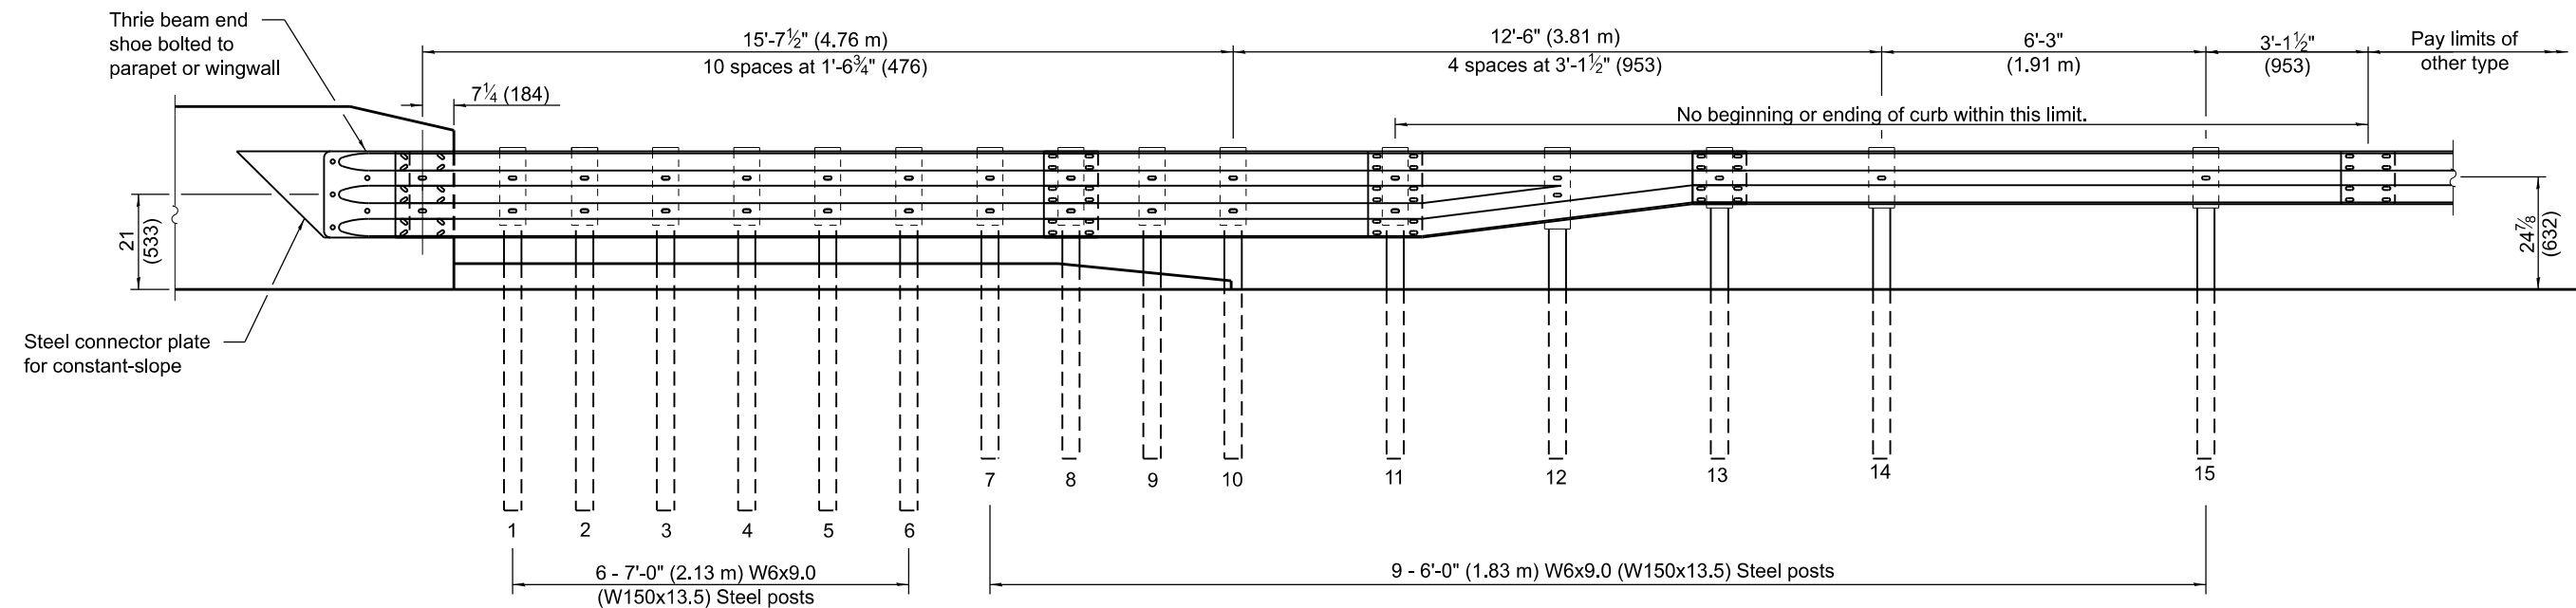 Thrie beam end
shoe bolted to
parapet or wingwall
15'-7½" (4.76 m)
10 spaces at 1'-6¾" (476)
12'-6" (3.81 m)
4 spaces at 3'-1½" (953)
6'-3"
(1.91 m)
3'-1½"
(953)
Pay limits of
other type
7¼ (184)
No beginning or ending of curb within this limit.
21
(533)
24⅞
(632)
Steel connector plate
for constant-slope
1
2
3
4
5
6
7
8
9
10
11
12
13
14
15
6 - 7'-0" (2.13 m) W6x9.0
(W150x13.5) Steel posts
9 - 6'-0" (1.83 m) W6x9.0 (W150x13.5) Steel posts